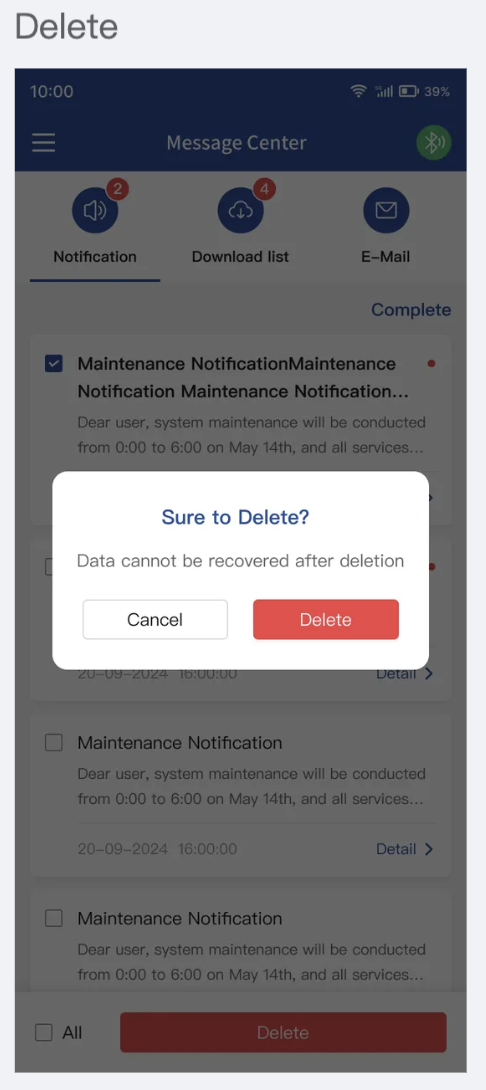 Delete
10:00
39%
Message Center
2
4
Notification
Download list
E-Mail
Complete
Maintenance NotificationMaintenance
Notification Maintenance Notification...
Dear user, system maintenance will be conducted
from 0:00 to 6:00 on May 14th, and all services...
Sure to Delete?
Data cannot be recovered after deletion
Cancel
Delete
20-09-2024 16:00:00
Detail
Maintenance Notification
Dear user, system maintenance will be conducted
from 0:00 to 6:00 on May 14th, and all services...
20-09-2024 16:00:00
Detail
Maintenance Notification
Dear user, system maintenance will be conducted
from 0:00 to 6:00 on May 14th, and all services...
All
Delete